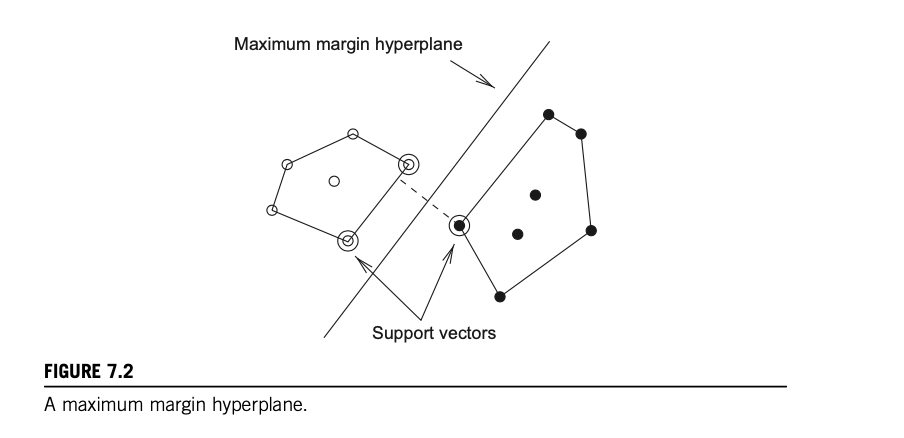 Maximum margin hyperplane
Support vectors
FIGURE 7.2
A maximum margin hyperplane.